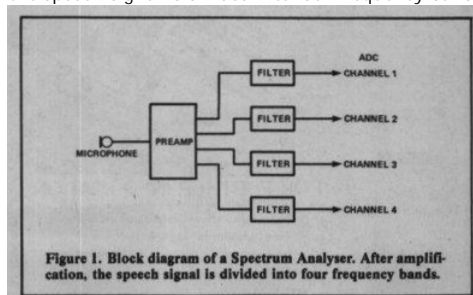 ADC
FILTER
CHANNEL 1
FILTER
CHANNEL 2
PREAMP
MICROPHONE
FILTER
CHANNEL 3
FILTER
CHANNEL 4
Figure 1. Block diagram of a Spectrum Analyser. After amplifi-
cation, the speech signal is divided into four frequency bands.